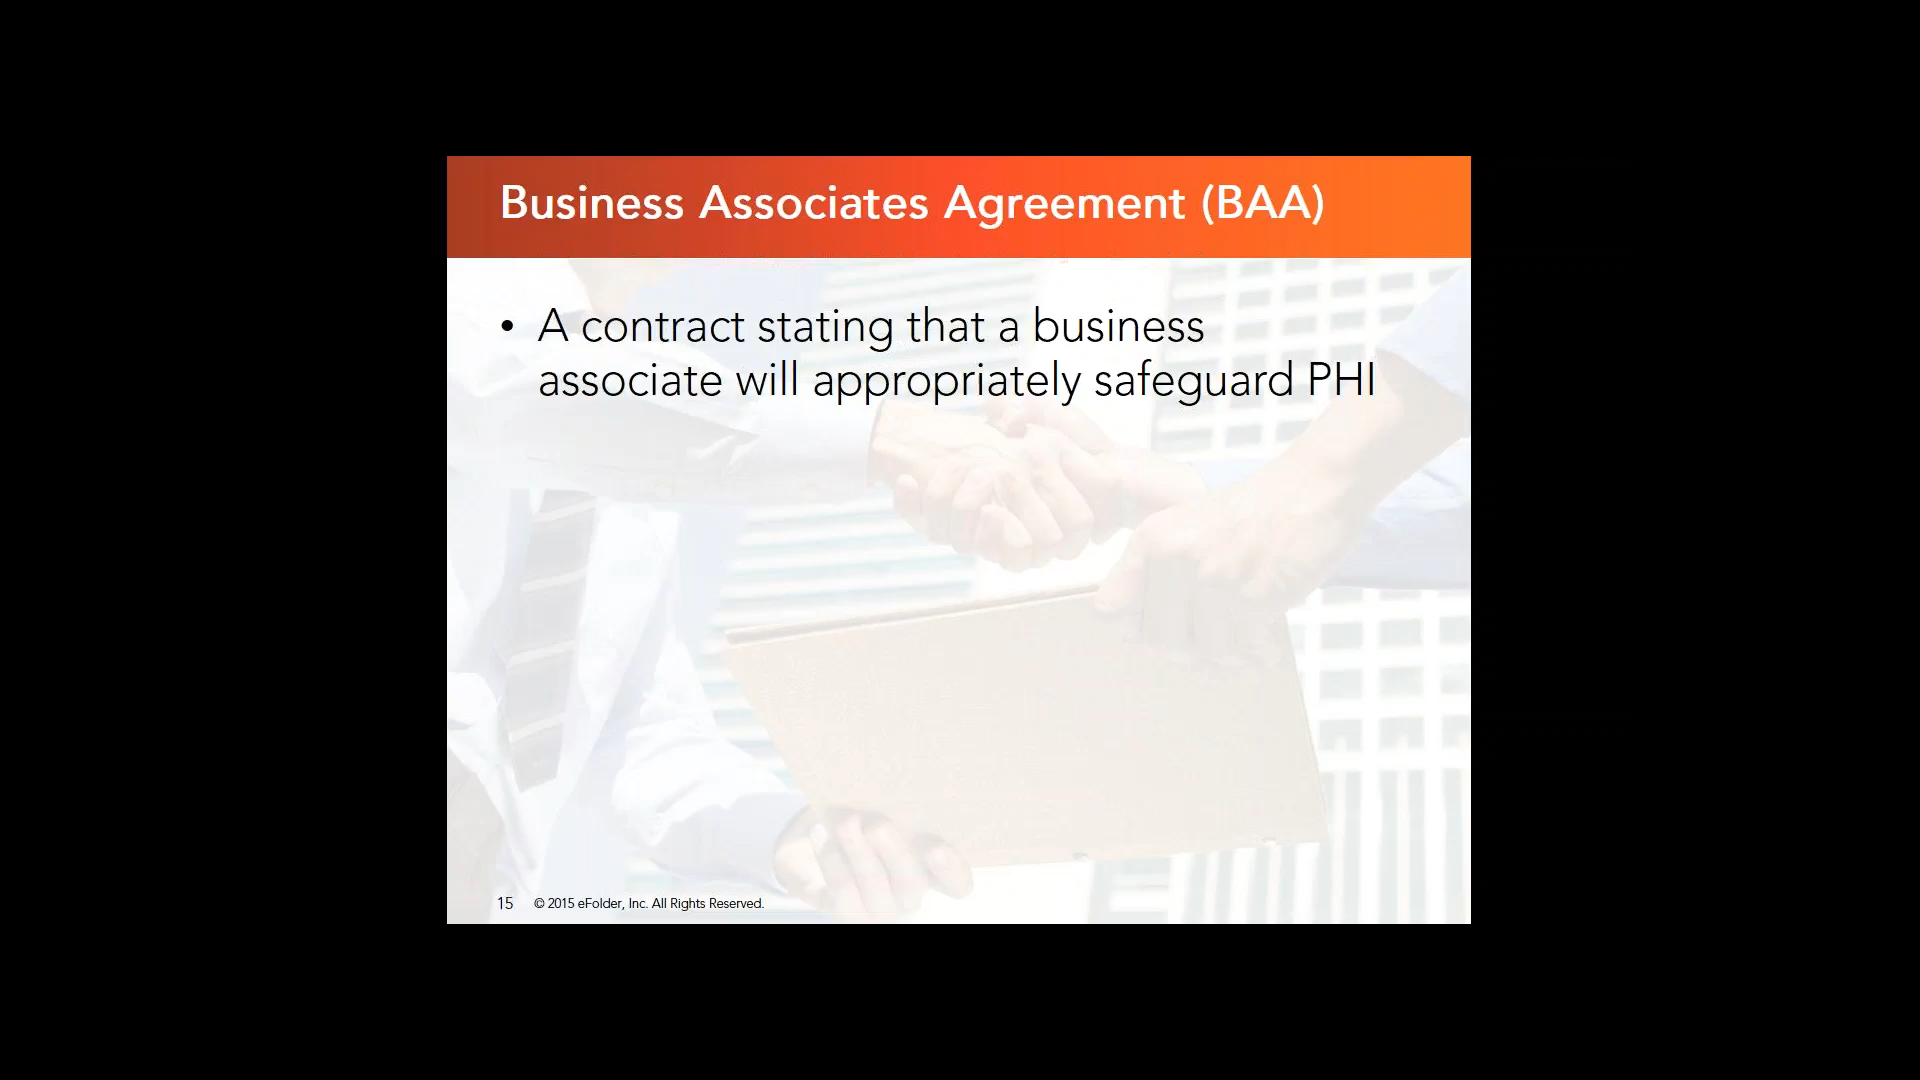 Business Associates Agreement (BAA)
• A contract stating that a business
associate will appropriately safeguard PHI
15 © 2015 eFolder, Inc. All Rights Reserved.